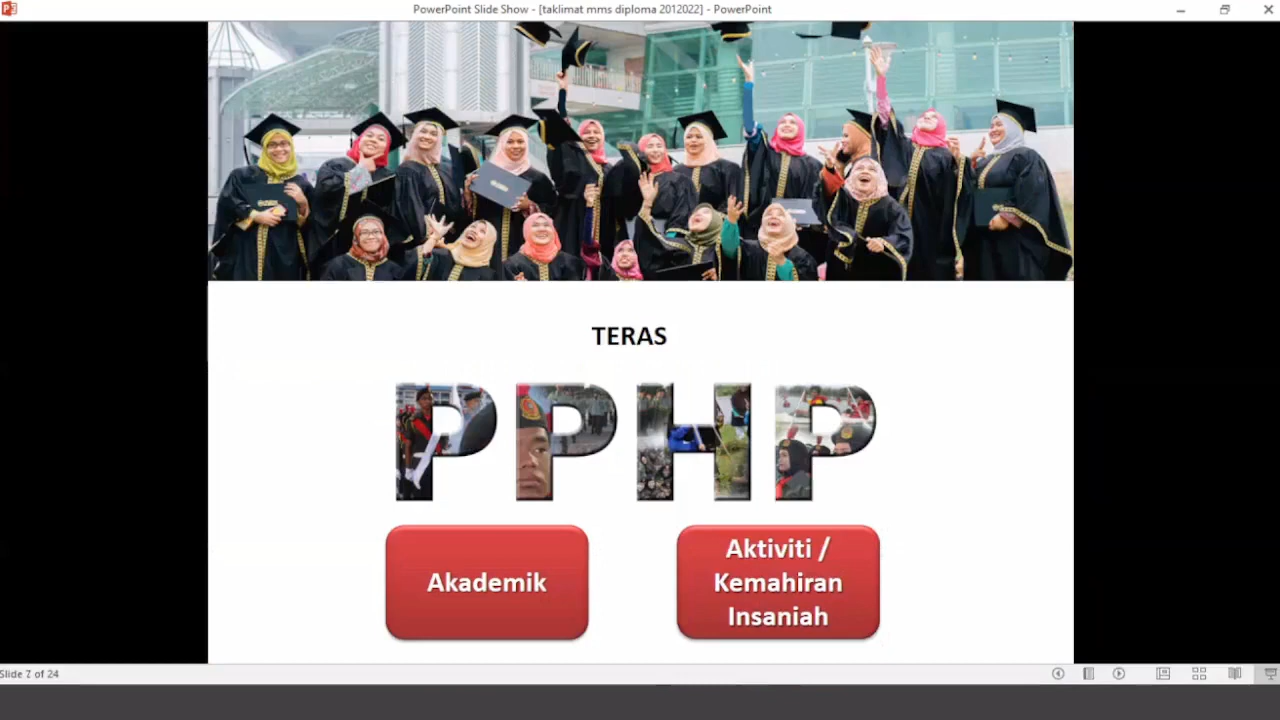 PowerPoint Slide Show - [taklimat mms diploma 2012022] - PowerPoint
TERAS
PPHP
Akademik
Aktiviti /
Kemahiran
Insaniah
Slide 7 of 24